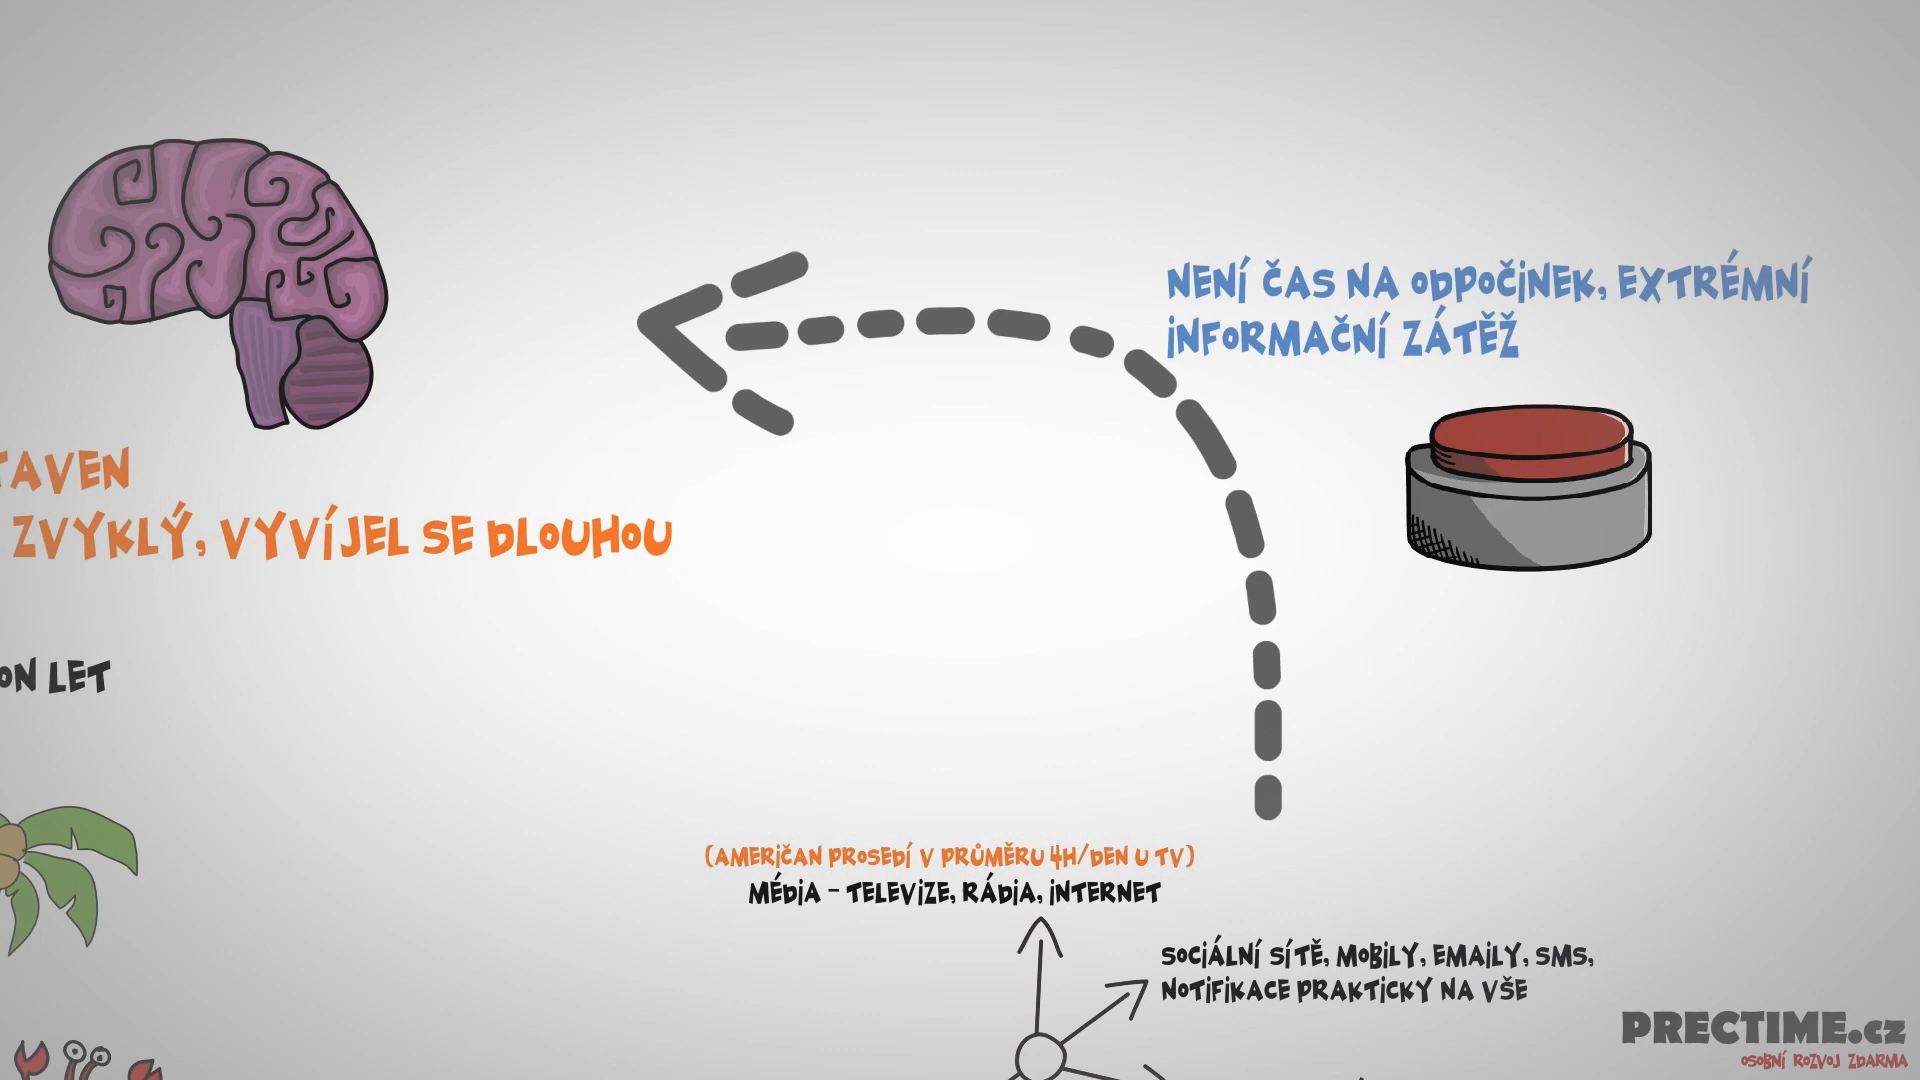 NENÍ ČAS NA ODPOČINEK, EXTRÉMNÍ
INFORMAČNÍ ZÁTĚŽ
TAVEN
ZVYKLÝ, VYVÍJEL SE DLOUHOU
ON LET
(AMERIČAN PROSEDÍ V PRŮMĚRU 4H/DEN U TV)
MÉDIA - TELEVIZE, RÁDIA, INTERNET
SOCIÁLNÍ SÍTĚ, MOBILY, EMAILY, SMS,
NOTIFIKACE PRAKTICKY NA VŠE
PRECTIME.CZ
OSOBNÍ ROZVOJ ZDARMA